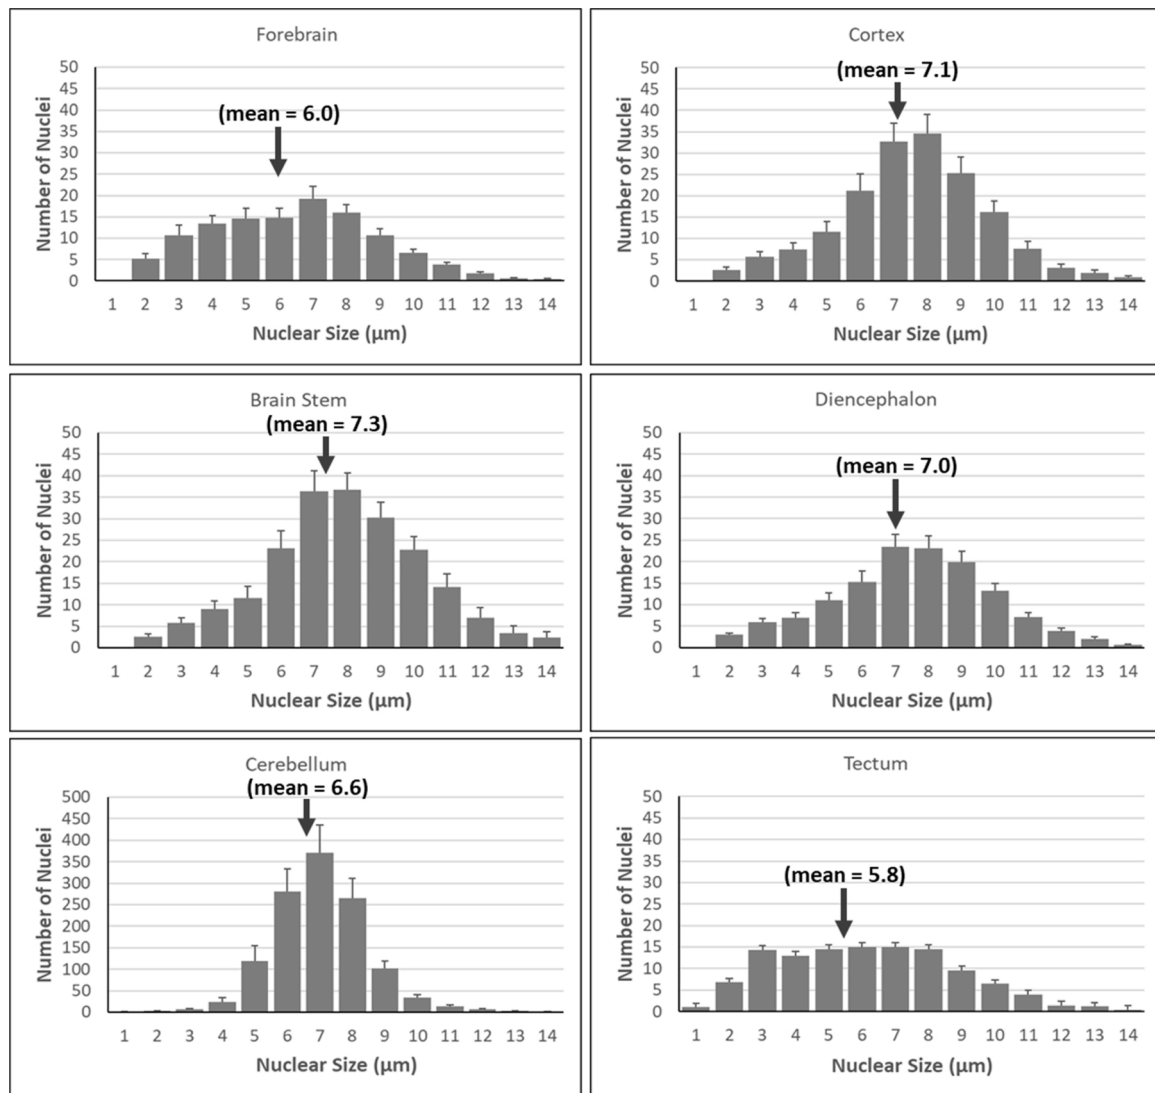 Forebrain
(mean = 6.0)
Number of Nuclei
50
45
40
35
30
25
20
15
10
5
0
1 2 3 4 5 6 7 8 9 10 11 12 13 14
Nuclear Size (µm)
Cortex
(mean = 7.1)
Number of Nuclei
50
45
40
35
30
25
20
15
10
5
0
1 2 3 4 5 6 7 8 9 10 11 12 13 14
Nuclear Size (µm)
Brain Stem
(mean = 7.3)
Number of Nuclei
50
45
40
35
30
25
20
15
10
5
0
1 2 3 4 5 6 7 8 9 10 11 12 13 14
Nuclear Size (µm)
Diencephalon
(mean = 7.0)
Number of Nuclei
50
45
40
35
30
25
20
15
10
5
0
1 2 3 4 5 6 7 8 9 10 11 12 13 14
Nuclear Size (µm)
Cerebellum
(mean = 6.6)
Number of Nuclei
500
450
400
350
300
250
200
150
100
50
0
1 2 3 4 5 6 7 8 9 10 11 12 13 14
Nuclear Size (µm)
Tectum
(mean = 5.8)
Number of Nuclei
50
45
40
35
30
25
20
15
10
5
0
1 2 3 4 5 6 7 8 9 10 11 12 13 14
Nuclear Size (µm)